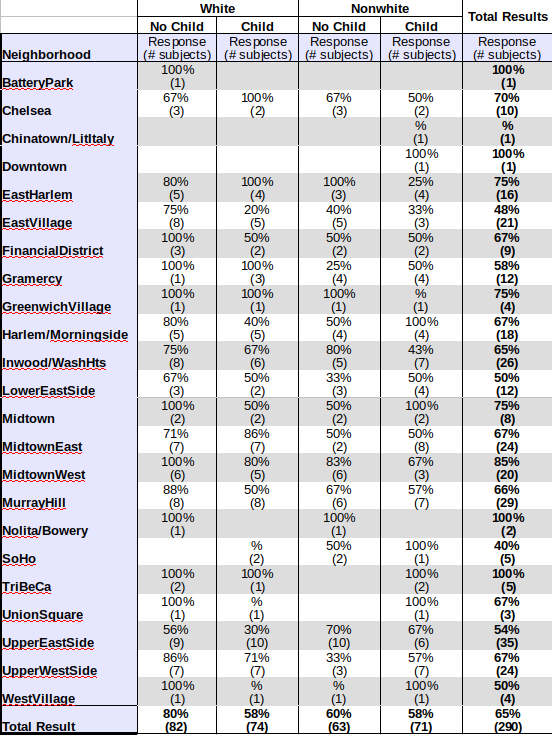 White Nonwhite Total Results
No Child Child No Child Child
Neighborhood Response (# subjects) Response (# subjects) Response (# subjects) Response (# subjects) Response (# subjects)
BatteryPark 100% (1) 100% (1)
Chelsea 67% (3) 100% (2) 67% (3) 50% (2) 70% (10)
Chinatown/LitItaly % (1) % (1)
Downtown 100% (1) 100% (1)
EastHarlem 80% (5) 100% (4) 100% (3) 25% (4) 75% (16)
EastVillage 75% (8) 20% (5) 40% (5) 33% (3) 48% (21)
FinancialDistrict 100% (3) 50% (2) 50% (2) 50% (2) 67% (9)
Gramercy 100% (1) 100% (3) 25% (4) 50% (4) 58% (12)
GreenwichVillage 100% (1) 100% (1) 100% (1) % (1) 75% (4)
Harlem/Morningside 80% (5) 40% (5) 50% (4) 100% (4) 67% (18)
Inwood/WashHts 75% (8) 67% (6) 80% (5) 43% (7) 65% (26)
LowerEastSide 67% (3) 50% (2) 33% (3) 50% (4) 50% (12)
Midtown 100% (2) 50% (2) 50% (2) 100% (2) 75% (8)
MidtownEast 71% (7) 86% (7) 50% (2) 50% (8) 67% (24)
MidtownWest 100% (6) 80% (5) 83% (6) 67% (3) 85% (20)
MurrayHill 88% (8) 50% (8) 67% (6) 57% (7) 66% (29)
Nolita/Bowery 100% (1) 100% (1) 100% (2)
SoHo % (2) 50% (2) 100% (1) 40% (5)
TriBeCa 100% (2) 100% (1) 100% (2) 100% (5)
UnionSquare 100% (1) % (1) 100% (1) 67% (3)
UpperEastSide 56% (9) 30% (10) 70% (10) 67% (6) 54% (35)
UpperWestSide 86% (7) 71% (7) 33% (3) 57% (7) 67% (24)
WestVillage 100% (1) % (1) % (1) 100% (1) 50% (4)
Total Result 80% (82) 58% (74) 60% (63) 58% (71) 65% (290)